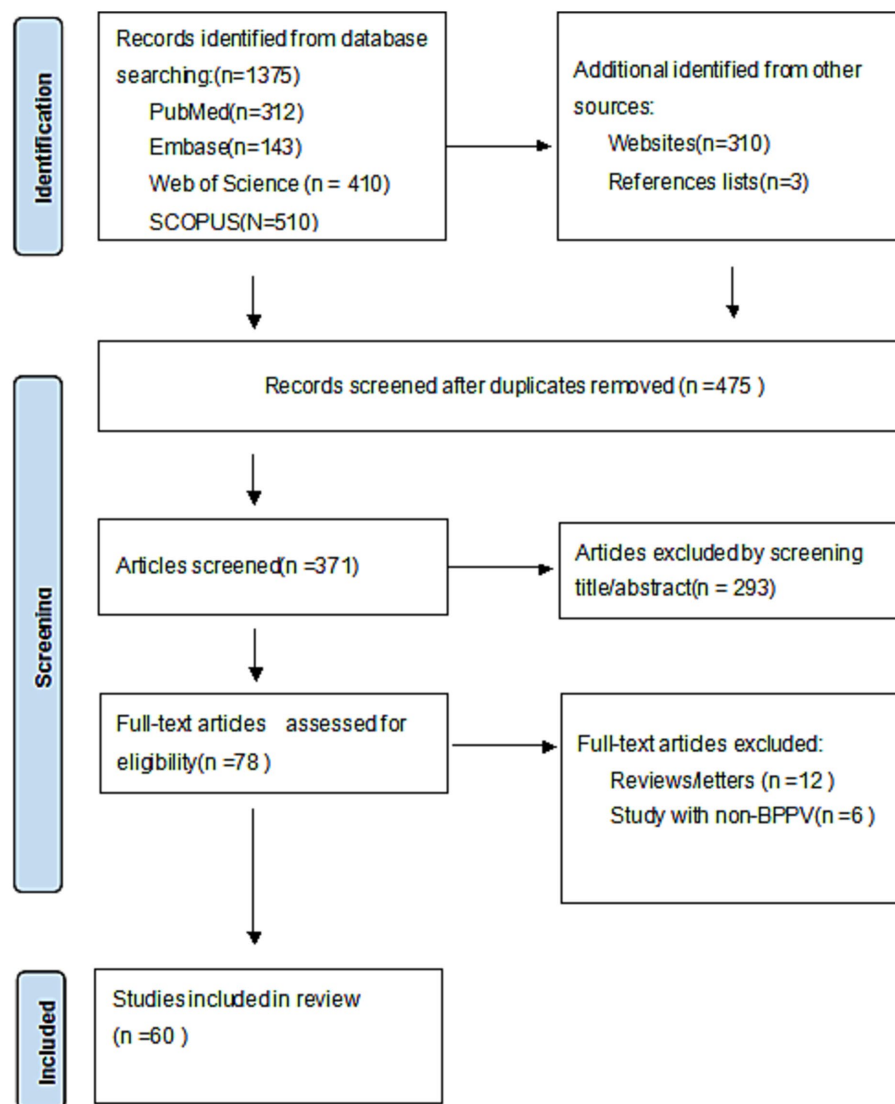 Identification
Records identified from database
searching:(n=1375)
PubMed(n=312)
Embase(n=143)
Web of Science (n = 410)
SCOPUS(N=510)
Additional identified from other
sources:
Websites(n=310)
References lists(n=3)
Screening
Records screened after duplicates removed (n =475 )
Articles screened(n =371)
Articles excluded by screening
title/abstract(n = 293)
Full-text articles assessed for
eligibility(n =78 )
Full-text articles excluded:
Reviews/letters (n =12 )
Study with non-BPPV(n =6 )
Included
Studies included in review
(n =60 )